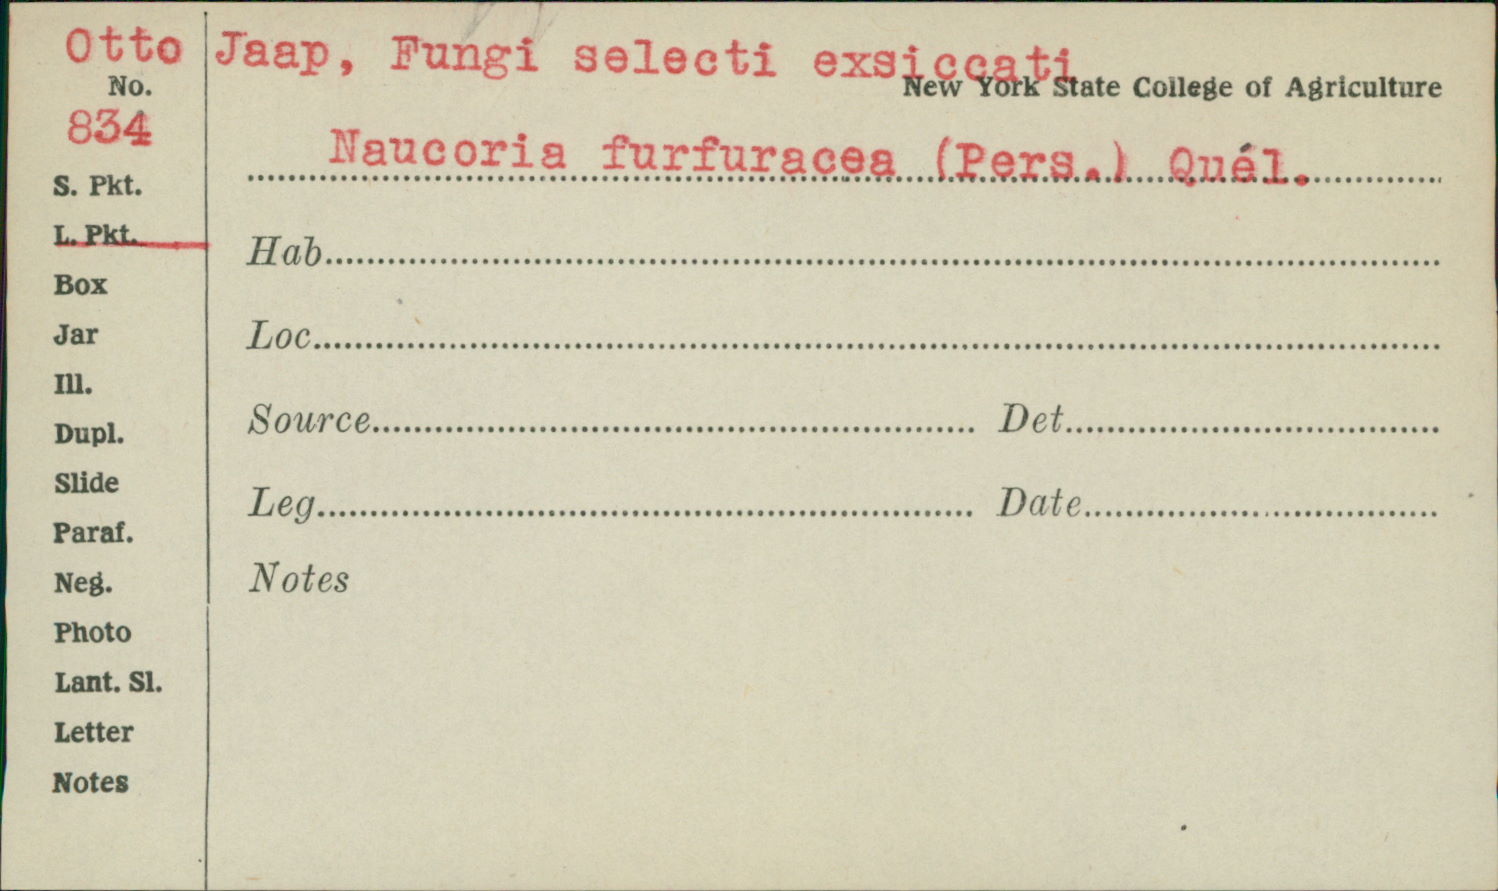 Otto Jaap, Fungi selecti exsiccati
No.
New York State College of Agriculture
834
Naucoria furfuracea (Pers.) Quél.
S. Pkt.
L. Pkt.
Hab
Box
Jar
Loc
Ill.
Dupl.
Source Det
Slide
Leg Date
Paraf.
Neg.
Notes
Photo
Lant. Sl.
Letter
Notes